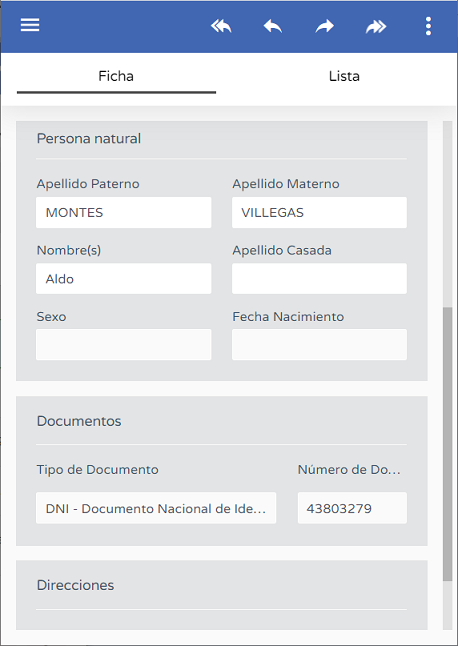 Ficha Lista
Persona natural
Apellido Paterno Apellido Materno
MONTES VILLEGAS
Nombre(s) Apellido Casada
Aldo
Sexo Fecha Nacimiento
Documentos
Tipo de Documento Número de Do...
DNI - Documento Nacional de Ide... 43803279
Direcciones